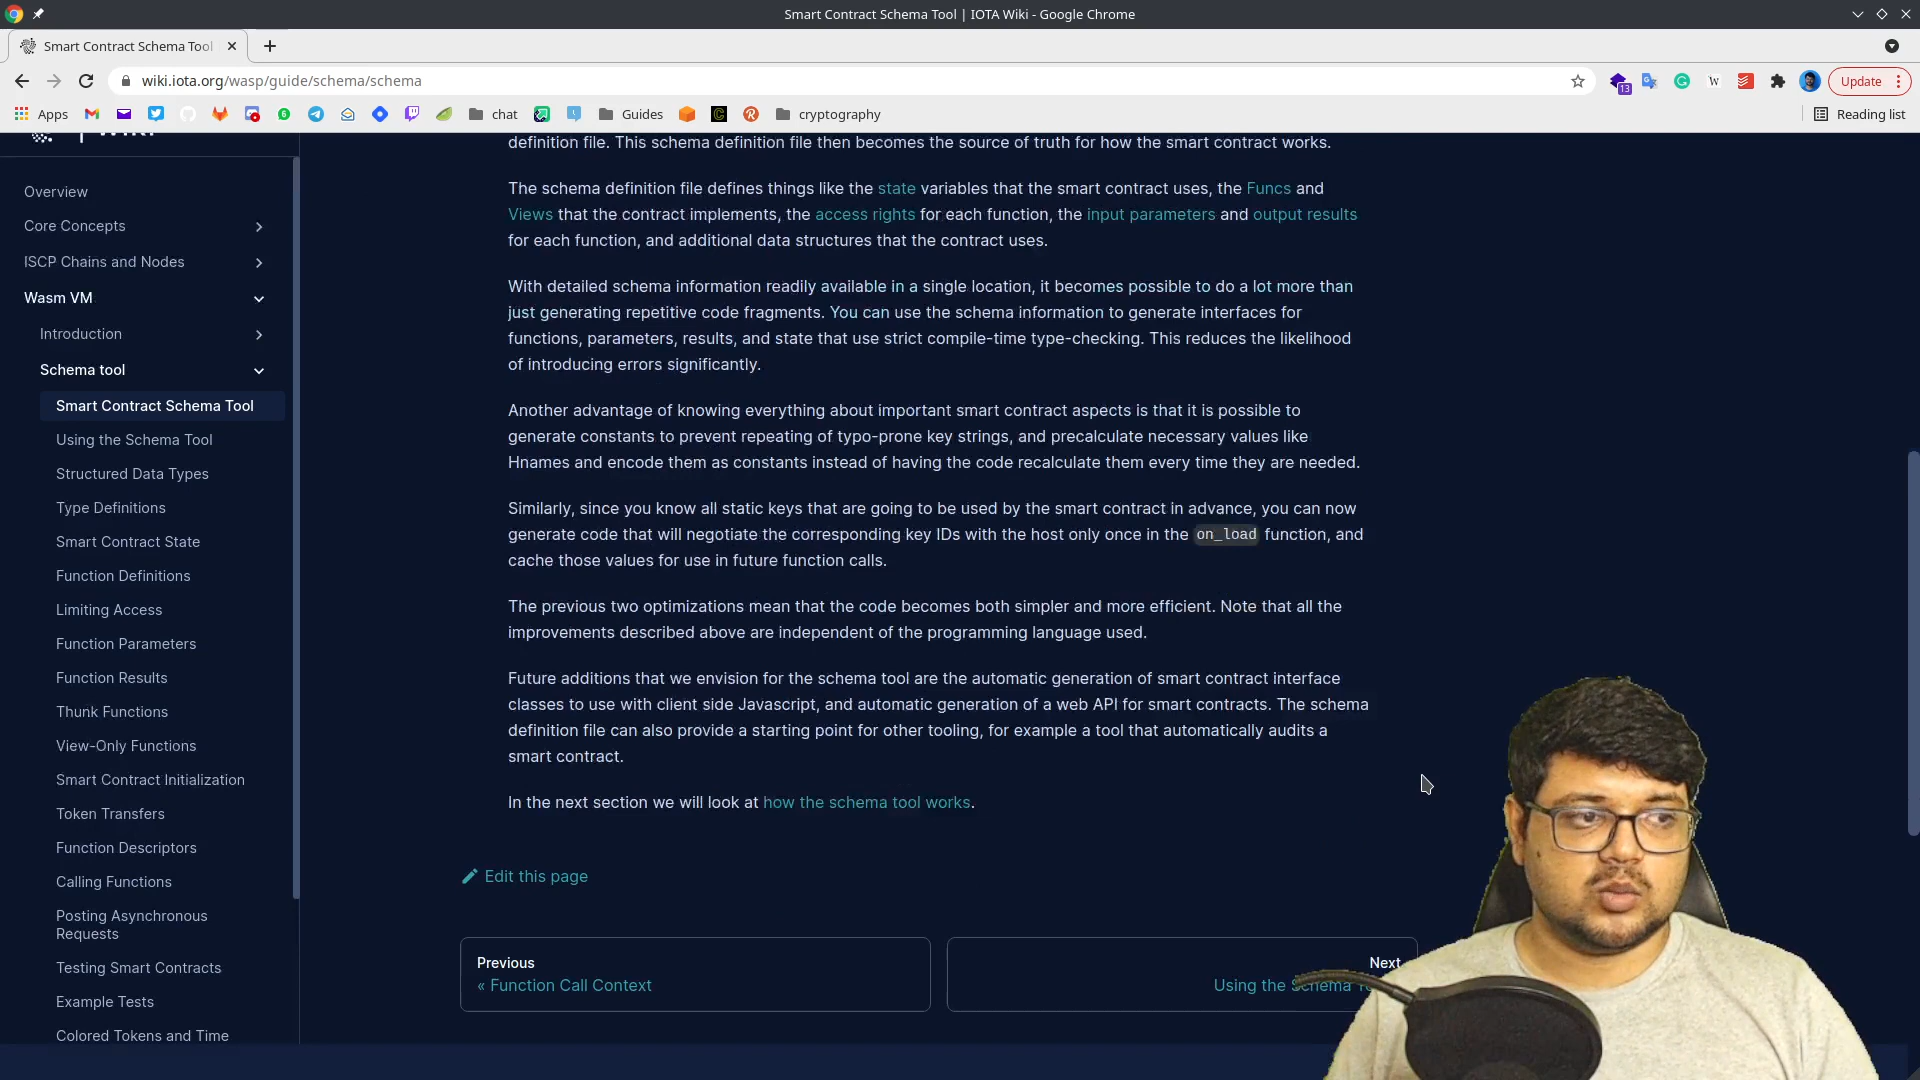 Smart Contract Schema Tool | IOTA Wiki - Google Chrome
Smart Contract Schema Tool
wiki.iota.org/wasp/guide/schema/schema
13
W
Update
Apps
chat
Guides
cryptography
Reading list
Overview
Core Concepts
ISCP Chains and Nodes
Wasm VM
Introduction
Schema tool
Smart Contract Schema Tool
Using the Schema Tool
Structured Data Types
Type Definitions
Smart Contract State
Function Definitions
Limiting Access
Function Parameters
Function Results
Thunk Functions
View-Only Functions
Smart Contract Initialization
Token Transfers
Function Descriptors
Calling Functions
Posting Asynchronous
Requests
Testing Smart Contracts
Example Tests
Colored Tokens and Time
definition file. This schema definition file then becomes the source of truth for how the smart contract works.
The schema definition file defines things like the state variables that the smart contract uses, the Funcs and
Views that the contract implements, the access rights for each function, the input parameters and output results
for each function, and additional data structures that the contract uses.
With detailed schema information readily available in a single location, it becomes possible to do a lot more than
just generating repetitive code fragments. You can use the schema information to generate interfaces for
functions, parameters, results, and state that use strict compile-time type-checking. This reduces the likelihood
of introducing errors significantly.
Another advantage of knowing everything about important smart contract aspects is that it is possible to
generate constants to prevent repeating of typo-prone key strings, and precalculate necessary values like
Hnames and encode them as constants instead of having the code recalculate them every time they are needed.
Similarly, since you know all static keys that are going to be used by the smart contract in advance, you can now
generate code that will negotiate the corresponding key IDs with the host only once in the on_load function, and
cache those values for use in future function calls.
The previous two optimizations mean that the code becomes both simpler and more efficient. Note that all the
improvements described above are independent of the programming language used.
Future additions that we envision for the schema tool are the automatic generation of smart contract interface
classes to use with client side Javascript, and automatic generation of a web API for smart contracts. The schema
definition file can also provide a starting point for other tooling, for example a tool that automatically audits a
smart contract.
In the next section we will look at how the schema tool works.
Edit this page
Previous
« Function Call Context
Next
Using the Schema